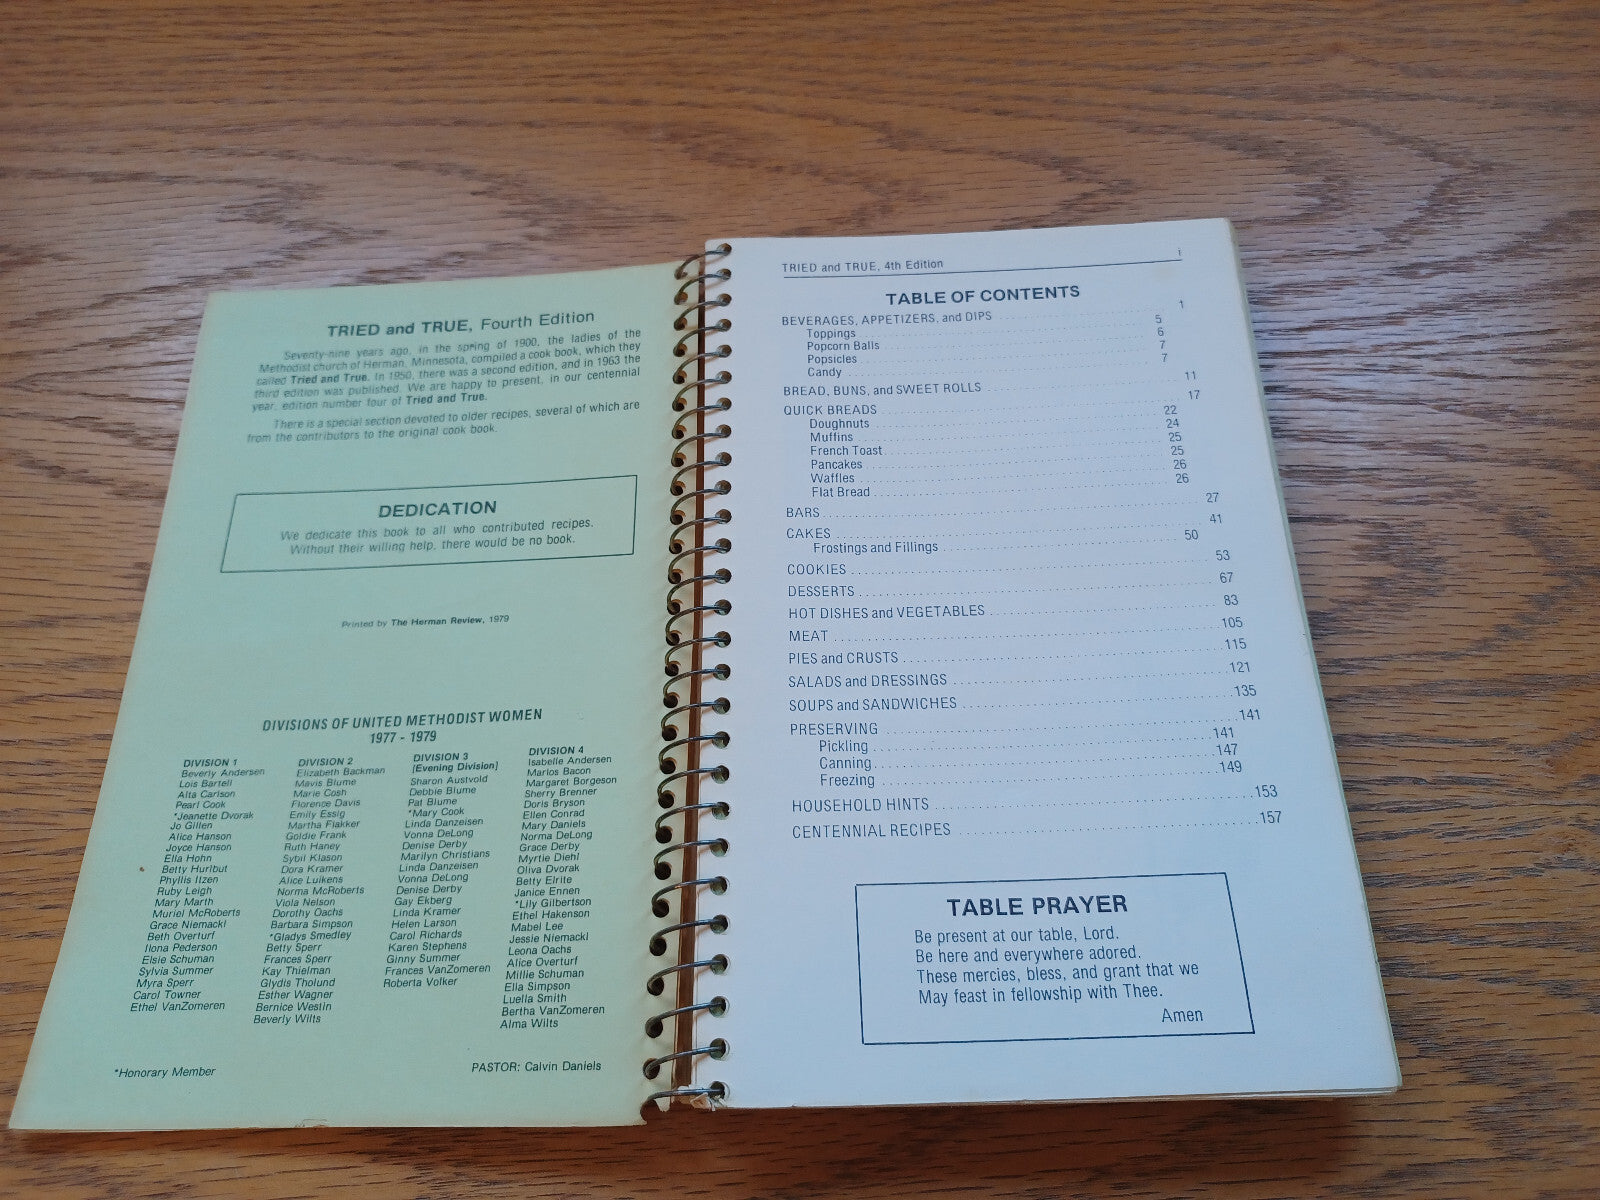 TRIED and TRUE, Fourth Edition
Seventy-nine years ago, in the spring of 1900, the ladies of the
Methodist church of Herman, Minnesota, compiled a cook book, which they
called Tried and True. In 1950, there was a second edition, and in 1963 the
third edition was published. We are happy to present, in our centennial
year, edition number four of Tried and True.
There is a special section devoted to older recipes, several of which are
from the contributors to the original cook book.
DEDICATION
We dedicate this book to all who contributed recipes.
Without their willing help, there would be no book.
Printed by The Herman Review, 1979
DIVISIONS OF UNITED METHODIST WOMEN
1977 - 1979
DIVISION 1
Beverly Andersen
Lois Bartell
Alta Carlson
Pearl Cook
*Jeanette Dvorak
Jo Gillen
Alice Hanson
Joyce Hanson
Ella Hohn
Betty Hurlbut
Phyllis Itzen
Ruby Leigh
Mary Marth
Muriel McRoberts
Grace Niemackl
Beth Overturf
Ilona Pederson
Elsie Schuman
Sylvia Summer
Myra Sperr
Carol Towner
Ethel VanZomeren
DIVISION 2
Elizabeth Backman
Mavis Blume
Marie Cosh
Florence Davis
Emily Essig
Martha Flakker
Goldie Frank
Ruth Haney
Sybil Klason
Dora Kramer
Alice Luikens
Norma McRoberts
Viola Nelson
Dorothy Oachs
Barbara Simpson
*Gladys Smedley
Betty Sperr
Frances Sperr
Kay Thielman
Glydis Tholund
Esther Wagner
Bernice Westin
Beverly Wilts
DIVISION 3
[Evening Division]
Sharon Austvold
Debbie Blume
Pat Blume
*Mary Cook
Linda Danzeisen
Vonna DeLong
Denise Derby
Marilyn Christians
Linda Danzeisen
Vonna DeLong
Denise Derby
Gay Ekberg
Linda Kramer
Helen Larson
Carol Richards
Karen Stephens
Ginny Summer
Frances VanZomeren
Roberta Volker
DIVISION 4
Isabelle Andersen
Marlos Bacon
Margaret Borgeson
Sherry Brenner
Doris Bryson
Ellen Conrad
Mary Daniels
Norma DeLong
Grace Derby
Myrtie Diehl
Oliva Dvorak
Betty Elrite
Janice Ennen
*Lily Gilbertson
Ethel Hakenson
Mabel Lee
Jessie Niemackl
Leona Oachs
Alice Overturf
Millie Schuman
Ella Simpson
Luella Smith
Bertha VanZomeren
Alma Wilts
*Honorary Member
PASTOR: Calvin Daniels
TRIED and TRUE, 4th Edition i
TABLE OF CONTENTS
BEVERAGES, APPETIZERS, and DIPS 1
Toppings 5
Popcorn Balls 6
Popsicles 7
Candy 7
BREAD, BUNS, and SWEET ROLLS 11
QUICK BREADS 17
Doughnuts 22
Muffins 24
French Toast 25
Pancakes 25
Waffles 26
Flat Bread 26
BARS 27
CAKES 41
Frostings and Fillings 50
COOKIES 53
DESSERTS 67
HOT DISHES and VEGETABLES 83
MEAT 105
PIES and CRUSTS 115
SALADS and DRESSINGS 121
SOUPS and SANDWICHES 135
PRESERVING 141
Pickling 141
Canning 147
Freezing 149
HOUSEHOLD HINTS 153
CENTENNIAL RECIPES 157
TABLE PRAYER
Be present at our table, Lord.
Be here and everywhere adored.
These mercies, bless, and grant that we
May feast in fellowship with Thee.
Amen